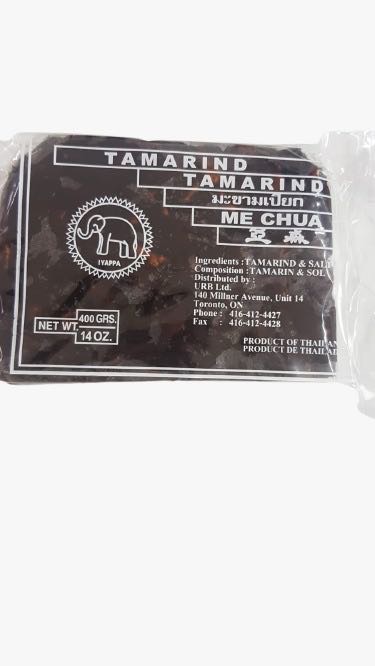 TAMARIND
TAMARIND
มะขามเปียก
ME CHUA
IYAPPA
Ingredients : TAMARIND & SALT
Composition : TAMARIN & SOL
Distributed by :
URB Ltd.
140 Millner Avenue, Unit 14
Toronto, ON
Phone : 416-412-4427
Fax : 416-412-4428
NET WT. 400 GRS.
14 OZ.
PRODUCT OF THAILAN
PRODUCT DE THAILA